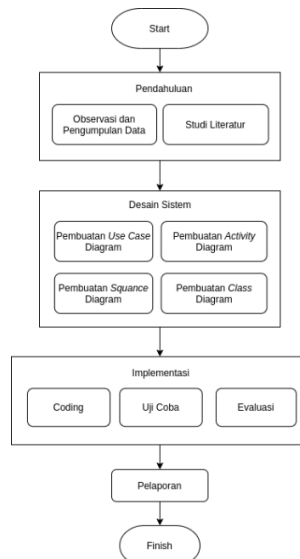 Start
Pendahuluan
Observasi dan
Pengumpulan Data
Studi Literatur
Desain Sistem
Pembuatan Use Case
Diagram
Pembuatan Activity
Diagram
Pembuatan Squance
Diagram
Pembuatan Class
Diagram
Implementasi
Coding
Uji Coba
Evaluasi
Pelaporan
Finish